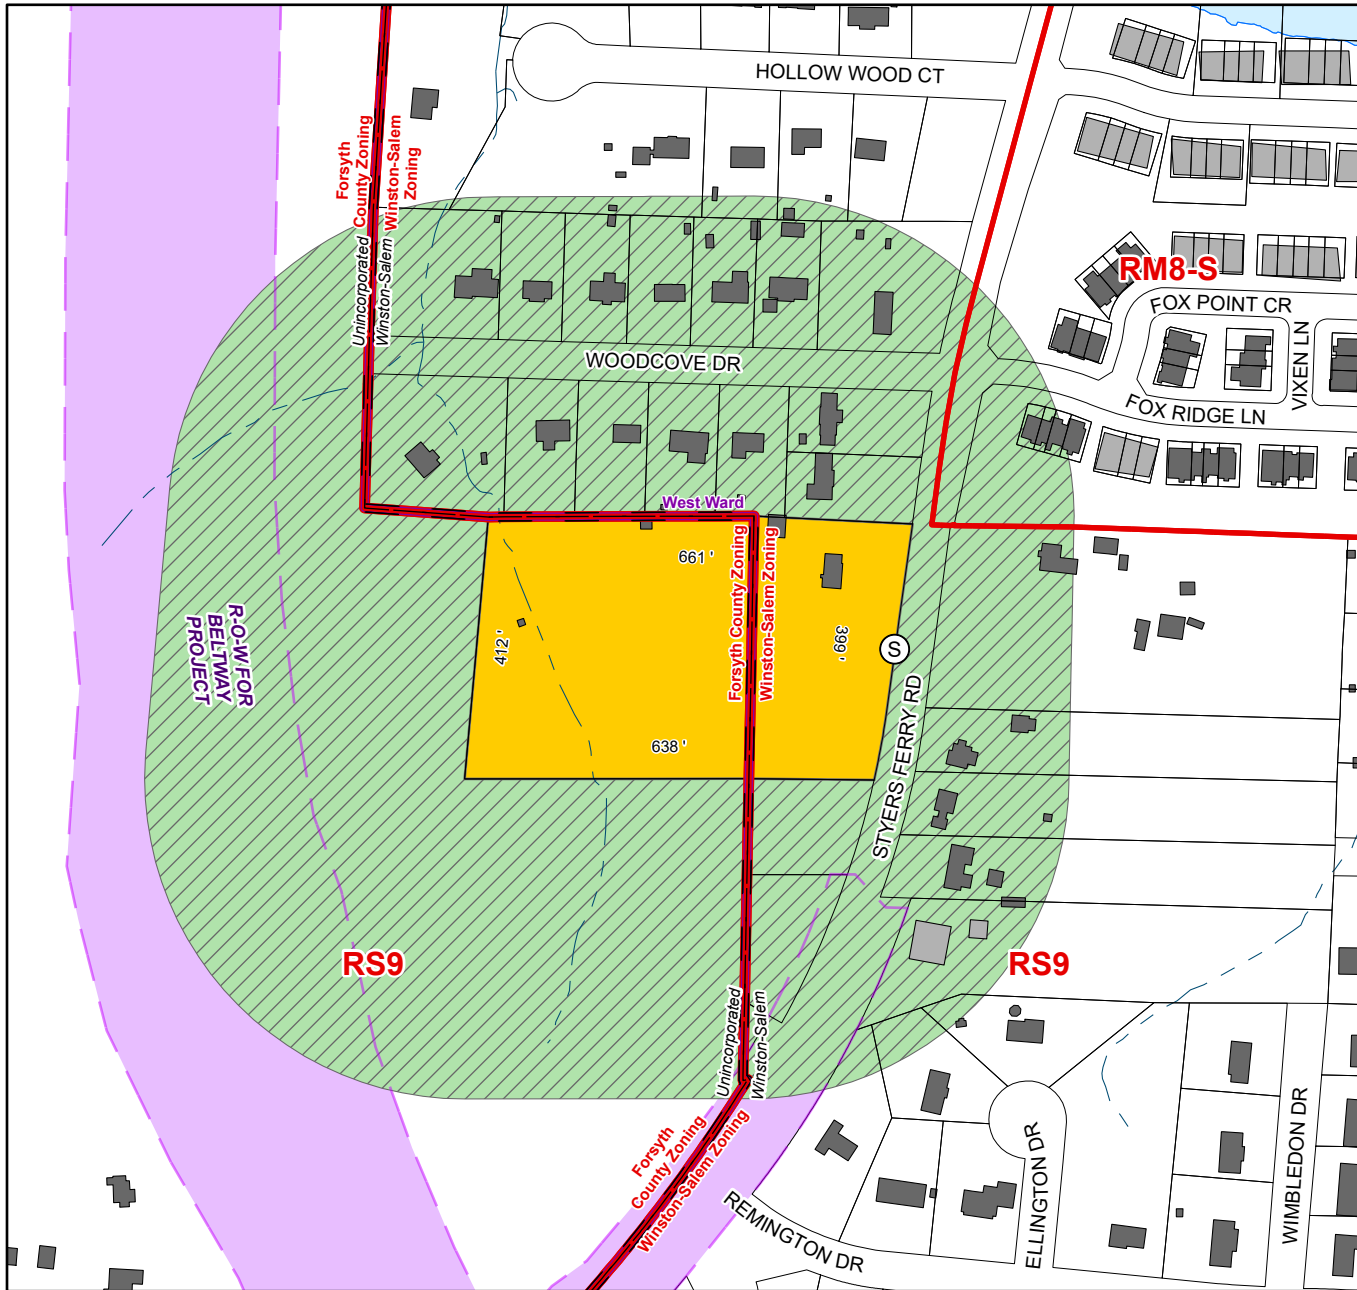 HOLLOW WOOD CT
Forsyth
County Zoning
Winston-Salem
Zoning
Unincorporated
Winston-Salem
RM8-S
FOX POINT CR
VIXEN LN
FOX RIDGE LN
WOODCOVE DR
West Ward
661 '
Forsyth County Zoning
Winston-Salem Zoning
412 '
399 '
S
638 '
R-O-W FOR
BELTWAY
PROJECT
STYERS FERRY RD
RS9
RS9
Unincorporated
Winston-Salem
Forsyth
County Zoning
Winston-Salem Zoning
REMINGTON DR
ELLINGTON DR
WIMBLEDON DR